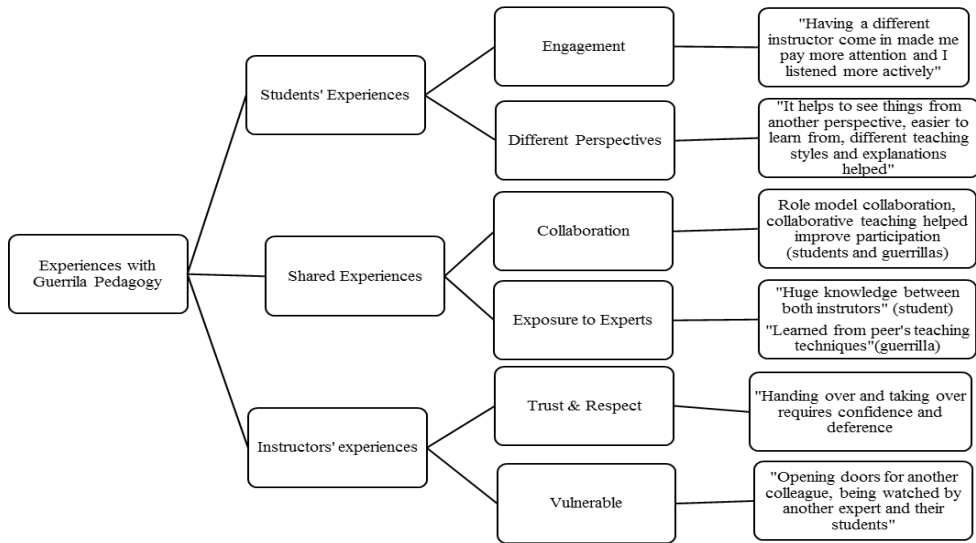 Experiences with
Guerrila Pedagogy
Students' Experiences
Engagement
"Having a different
instructor come in made me
pay more attention and I
listened more actively"
Different Perspectives
"It helps to see things from
another perspective, easier to
learn from, different teaching
styles and explanations
helped"
Shared Experiences
Collaboration
Role model collaboration,
collaborative teaching helped
improve participation
(students and guerrillas)
Exposure to Experts
"Huge knowledge between
both instrutors" (student)
"Learned from peer's teaching
techniques"(guerrilla)
Instructors' experiences
Trust & Respect
"Handing over and taking over
requires confidence and
deference
Vulnerable
"Opening doors for another
colleague, being watched by
another expert and their
students"